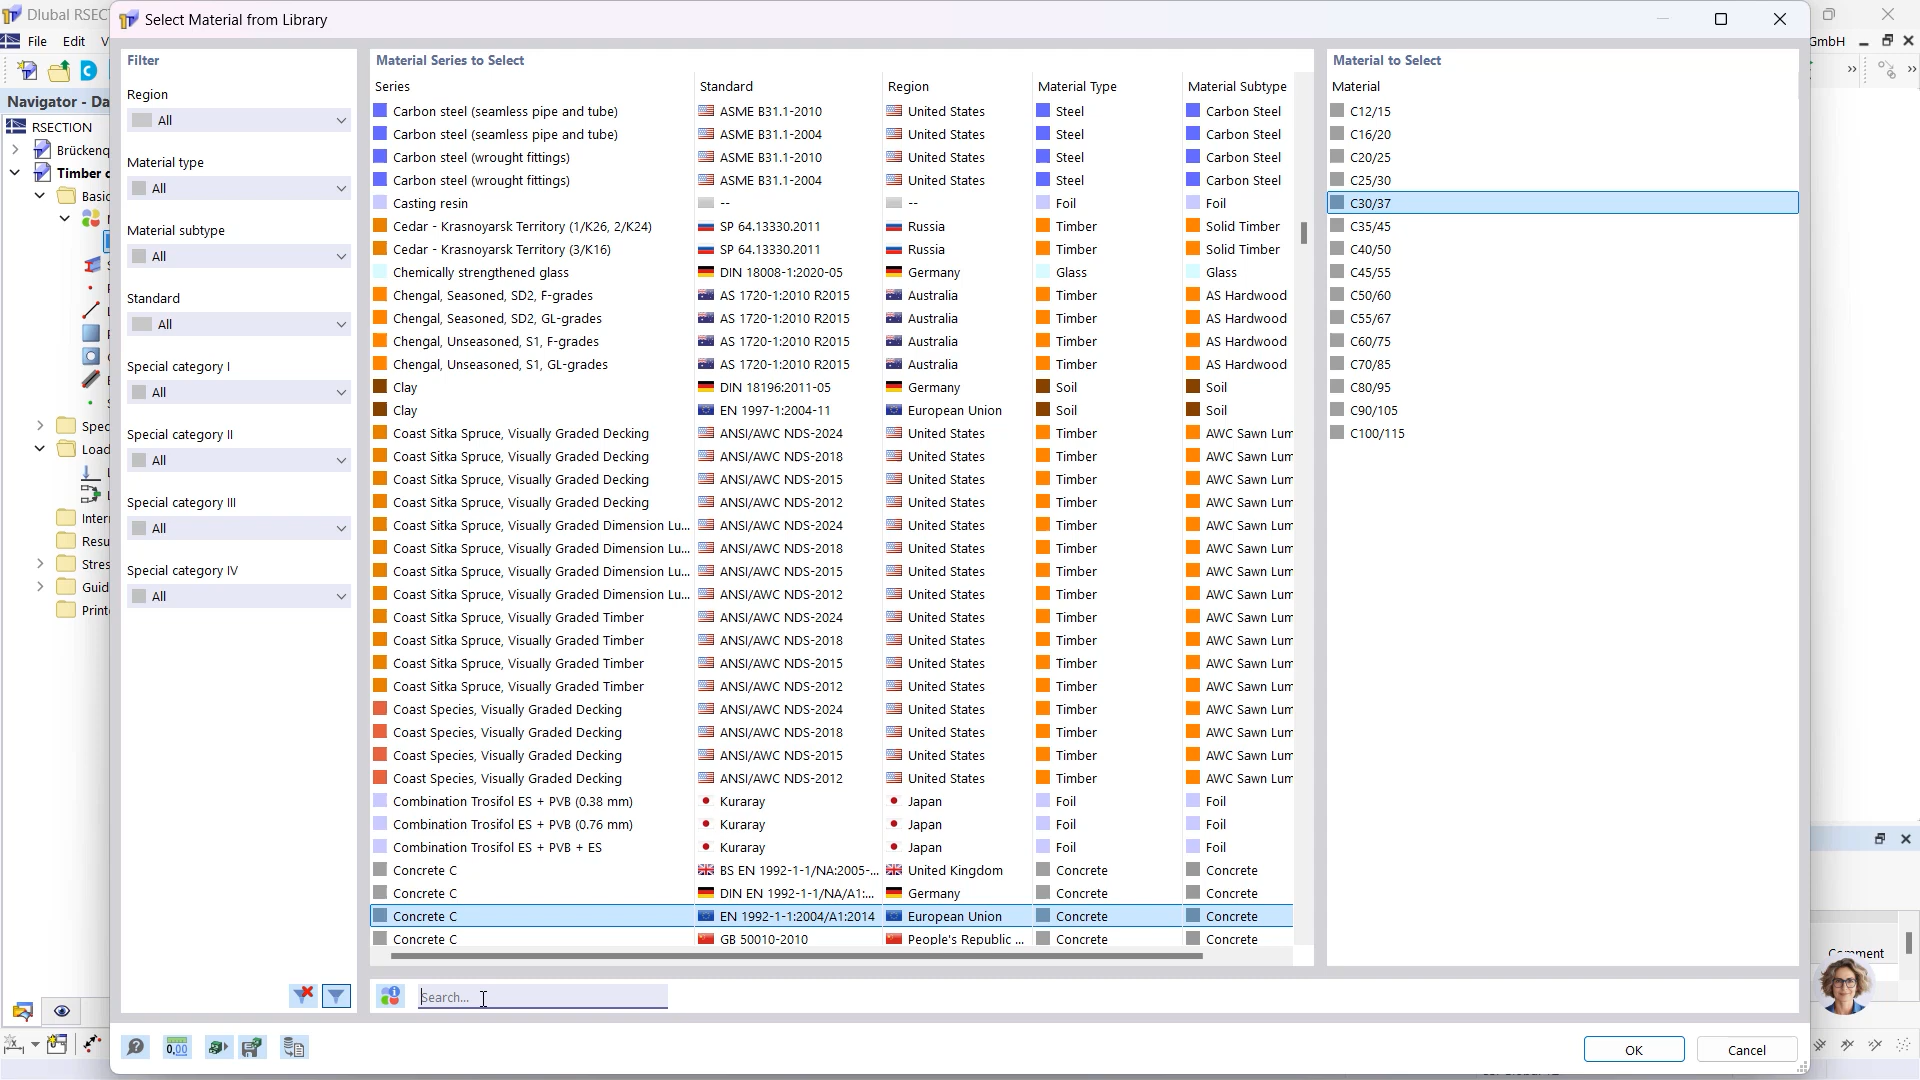 Dlubal RSEC
Select Material from Library
File Edit V
GmbH
Navigator - Da
RSECTION
Brückenq
Timber
Basic
Spec
Load
Inter
Resu
Stres
Guid
Print
Filter
Region
All
Material type
All
Material subtype
All
Standard
All
Special category I
All
Special category II
All
Special category III
All
Special category IV
All
Material Series to Select
Series Standard Region Material Type Material Subtype
Carbon steel (seamless pipe and tube) ASME B31.1-2010 United States Steel Carbon Steel
Carbon steel (seamless pipe and tube) ASME B31.1-2004 United States Steel Carbon Steel
Carbon steel (wrought fittings) ASME B31.1-2010 United States Steel Carbon Steel
Carbon steel (wrought fittings) ASME B31.1-2004 United States Steel Carbon Steel
Casting resin -- -- Foil Foil
Cedar - Krasnoyarsk Territory (1/K26, 2/K24) SP 64.13330.2011 Russia Timber Solid Timber
Cedar - Krasnoyarsk Territory (3/K16) SP 64.13330.2011 Russia Timber Solid Timber
Chemically strengthened glass DIN 18008-1:2020-05 Germany Glass Glass
Chengal, Seasoned, SD2, F-grades AS 1720-1:2010 R2015 Australia Timber AS Hardwood
Chengal, Seasoned, SD2, GL-grades AS 1720-1:2010 R2015 Australia Timber AS Hardwood
Chengal, Unseasoned, S1, F-grades AS 1720-1:2010 R2015 Australia Timber AS Hardwood
Chengal, Unseasoned, S1, GL-grades AS 1720-1:2010 R2015 Australia Timber AS Hardwood
Clay DIN 18196:2011-05 Germany Soil Soil
Clay EN 1997-1:2004-11 European Union Soil Soil
Coast Sitka Spruce, Visually Graded Decking ANSI/AWC NDS-2024 United States Timber AWC Sawn Lum
Coast Sitka Spruce, Visually Graded Decking ANSI/AWC NDS-2018 United States Timber AWC Sawn Lum
Coast Sitka Spruce, Visually Graded Decking ANSI/AWC NDS-2015 United States Timber AWC Sawn Lum
Coast Sitka Spruce, Visually Graded Decking ANSI/AWC NDS-2012 United States Timber AWC Sawn Lum
Coast Sitka Spruce, Visually Graded Dimension Lu... ANSI/AWC NDS-2024 United States Timber AWC Sawn Lum
Coast Sitka Spruce, Visually Graded Dimension Lu... ANSI/AWC NDS-2018 United States Timber AWC Sawn Lum
Coast Sitka Spruce, Visually Graded Dimension Lu... ANSI/AWC NDS-2015 United States Timber AWC Sawn Lum
Coast Sitka Spruce, Visually Graded Dimension Lu... ANSI/AWC NDS-2012 United States Timber AWC Sawn Lum
Coast Sitka Spruce, Visually Graded Timber ANSI/AWC NDS-2024 United States Timber AWC Sawn Lum
Coast Sitka Spruce, Visually Graded Timber ANSI/AWC NDS-2018 United States Timber AWC Sawn Lum
Coast Sitka Spruce, Visually Graded Timber ANSI/AWC NDS-2015 United States Timber AWC Sawn Lum
Coast Sitka Spruce, Visually Graded Timber ANSI/AWC NDS-2012 United States Timber AWC Sawn Lum
Coast Species, Visually Graded Decking ANSI/AWC NDS-2024 United States Timber AWC Sawn Lum
Coast Species, Visually Graded Decking ANSI/AWC NDS-2018 United States Timber AWC Sawn Lum
Coast Species, Visually Graded Decking ANSI/AWC NDS-2015 United States Timber AWC Sawn Lum
Coast Species, Visually Graded Decking ANSI/AWC NDS-2012 United States Timber AWC Sawn Lum
Combination Trosifol ES + PVB (0.38 mm) Kuraray Japan Foil Foil
Combination Trosifol ES + PVB (0.76 mm) Kuraray Japan Foil Foil
Combination Trosifol ES + PVB + ES Kuraray Japan Foil Foil
Concrete C BS EN 1992-1-1/NA:2005-... United Kingdom Concrete Concrete
Concrete C DIN EN 1992-1-1/NA/A1:... Germany Concrete Concrete
Concrete C EN 1992-1-1:2004/A1:2014 European Union Concrete Concrete
Concrete C GB 50010-2010 People's Republic ... Concrete Concrete
Search...
Material to Select
Material
C12/15
C16/20
C20/25
C25/30
C30/37
C35/45
C40/50
C45/55
C50/60
C55/67
C60/75
C70/85
C80/95
C90/105
C100/115
Comment
0,00
OK Cancel